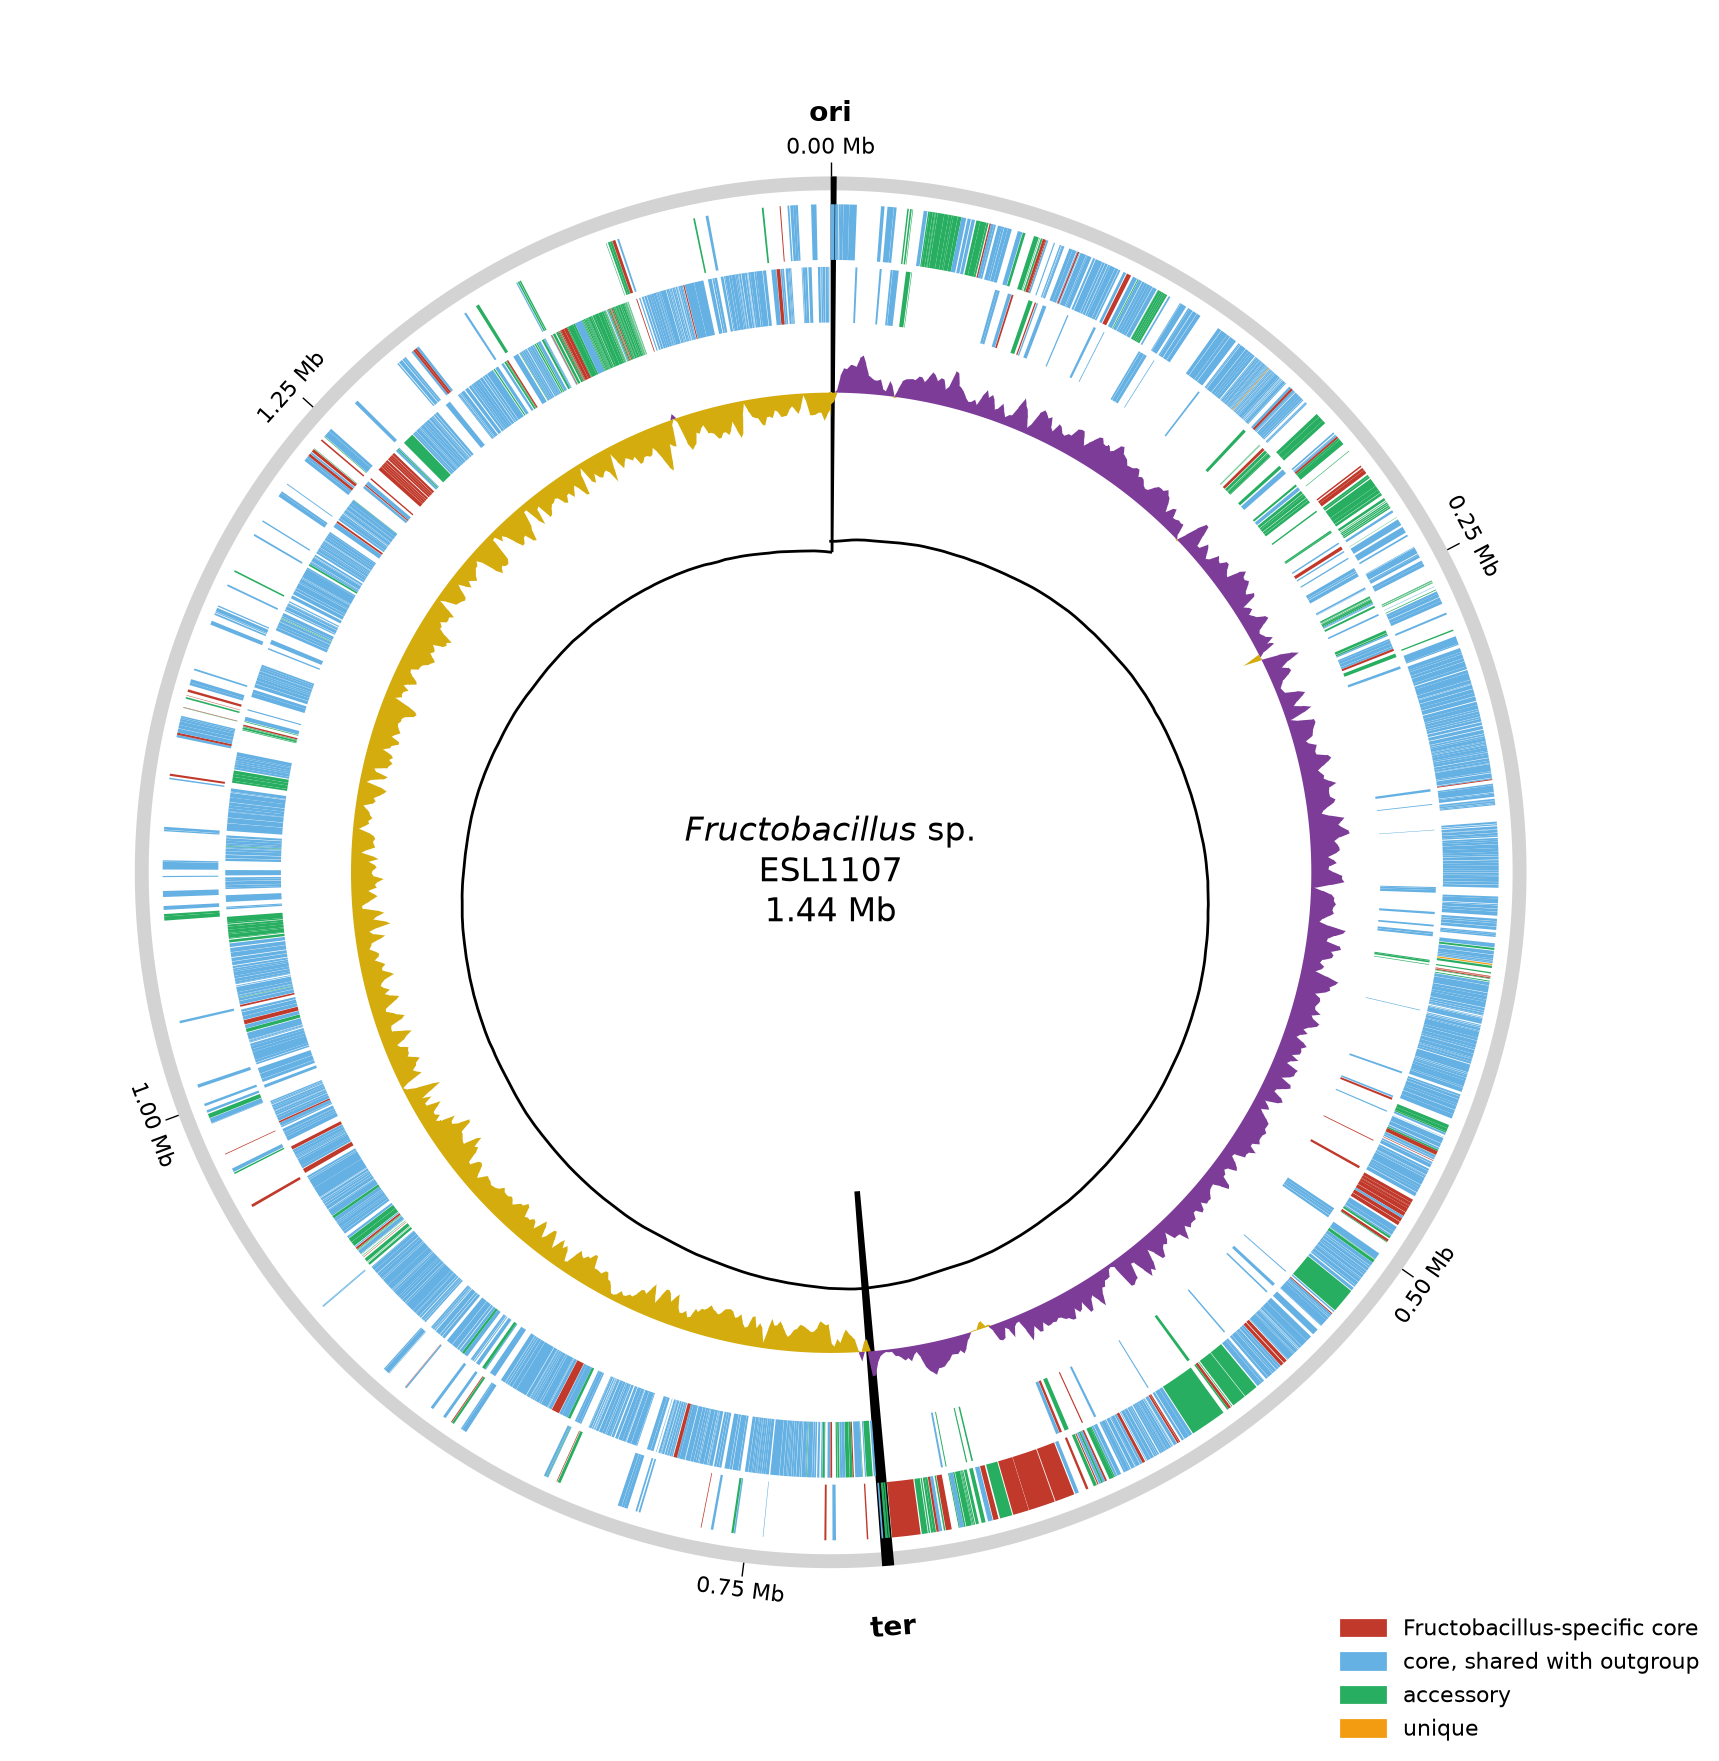 ori
0.00 Mb
0.25 Mb
0.50 Mb
0.75 Mb
1.00 Mb
1.25 Mb
Fructobacillus sp.
ESL1107
1.44 Mb
ter
Fructobacillus-specific core
core, shared with outgroup
accessory
unique